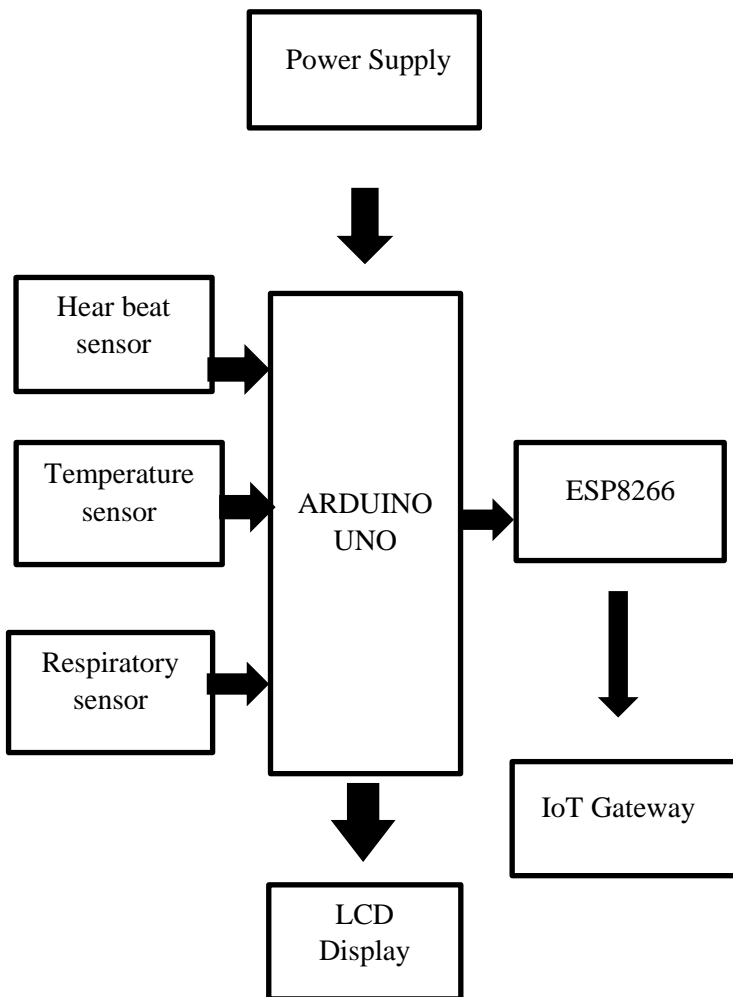 Power Supply
Hear beat
sensor
Temperature
sensor
ARDUINO
UNO
ESP8266
Respiratory
sensor
IoT Gateway
LCD
Display